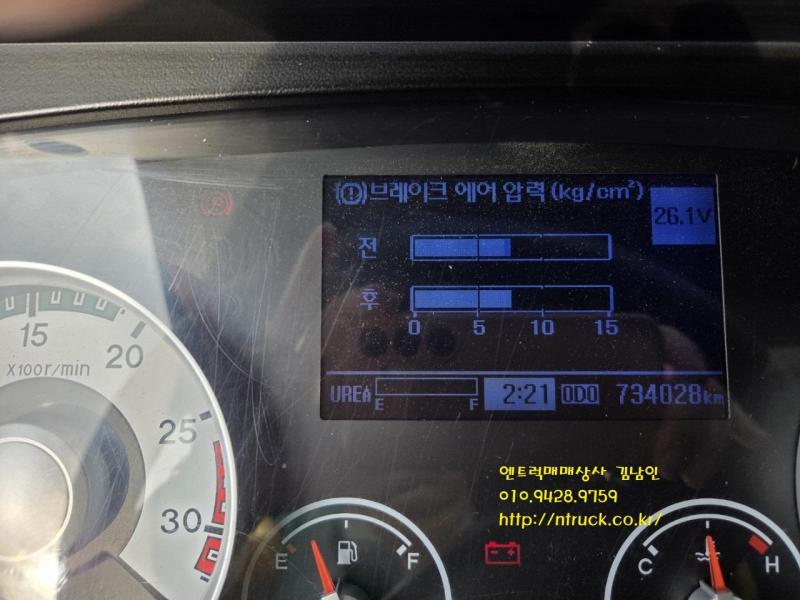 (!)브레이크 에어 압력(kg/cm²)
26.1V
전
후
0 5 10 15
UREA E F 2:21 ODO 734028km
15
20
X100r/min
25
30
엔트럭매매상사 김남인
010.9428.9759
http://ntruck.co.kr/
E F
C H